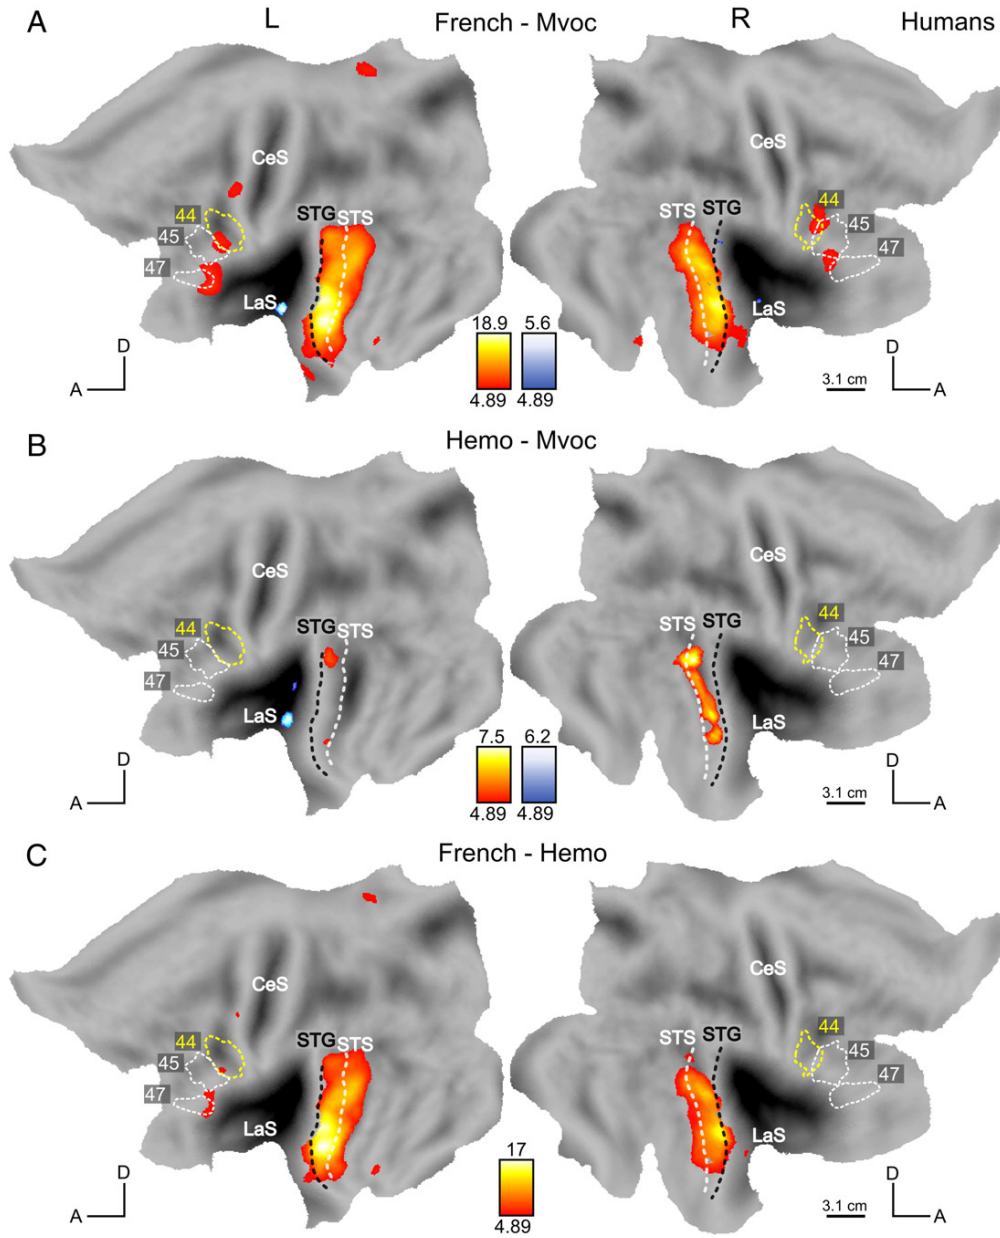 A L French - Mvoc R Humans
CeS CeS
44 STG STS STS STG 44
45 45
47 47
LaS LaS
18.9 5.6
4.89 4.89
D D
A 3.1 cm A
B Hemo - Mvoc
CeS CeS
44 STG STS STS STG 44
45 45
47 47
LaS LaS
7.5 6.2
4.89 4.89
D D
A 3.1 cm A
C French - Hemo
CeS CeS
44 STG STS STS STG 44
45 45
47 47
LaS LaS
17
4.89
D D
A 3.1 cm A